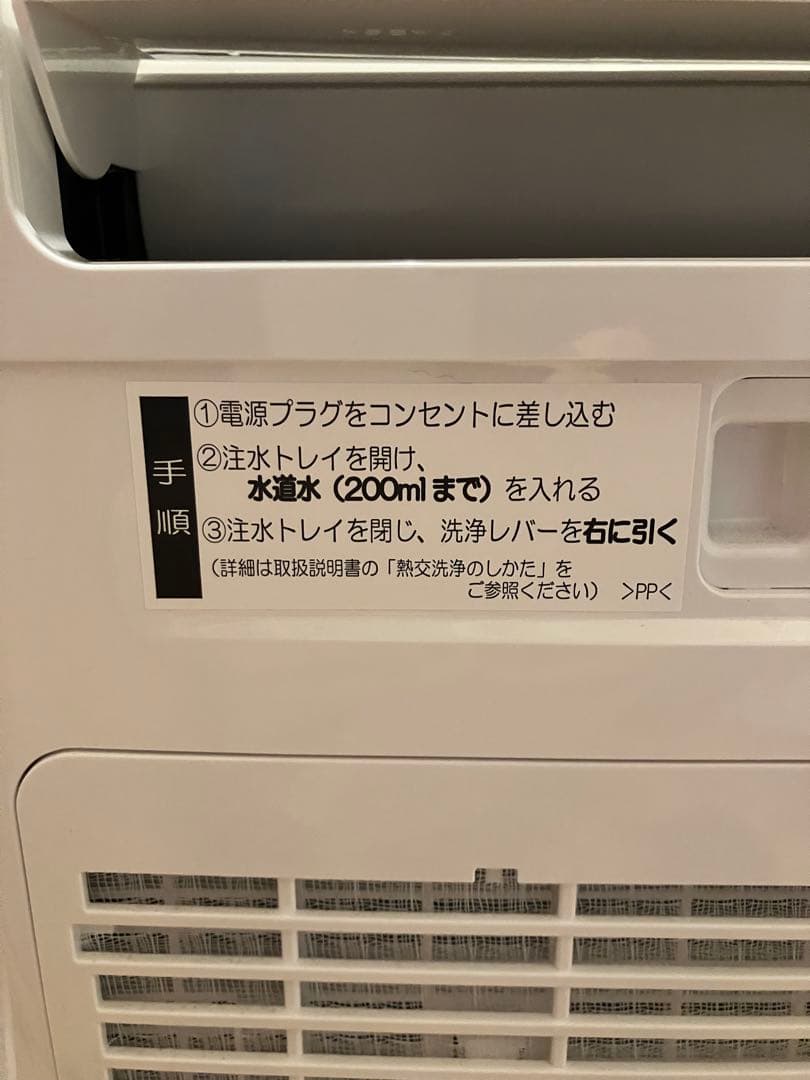 手順
①電源プラグをコンセントに差し込む
②注水トレイを開け、
水道水（200mlまで）を入れる
③注水トレイを閉じ、洗浄レバーを右に引く
（詳細は取扱説明書の「熱交洗浄のしかた」を
ご参照ください） >PP<